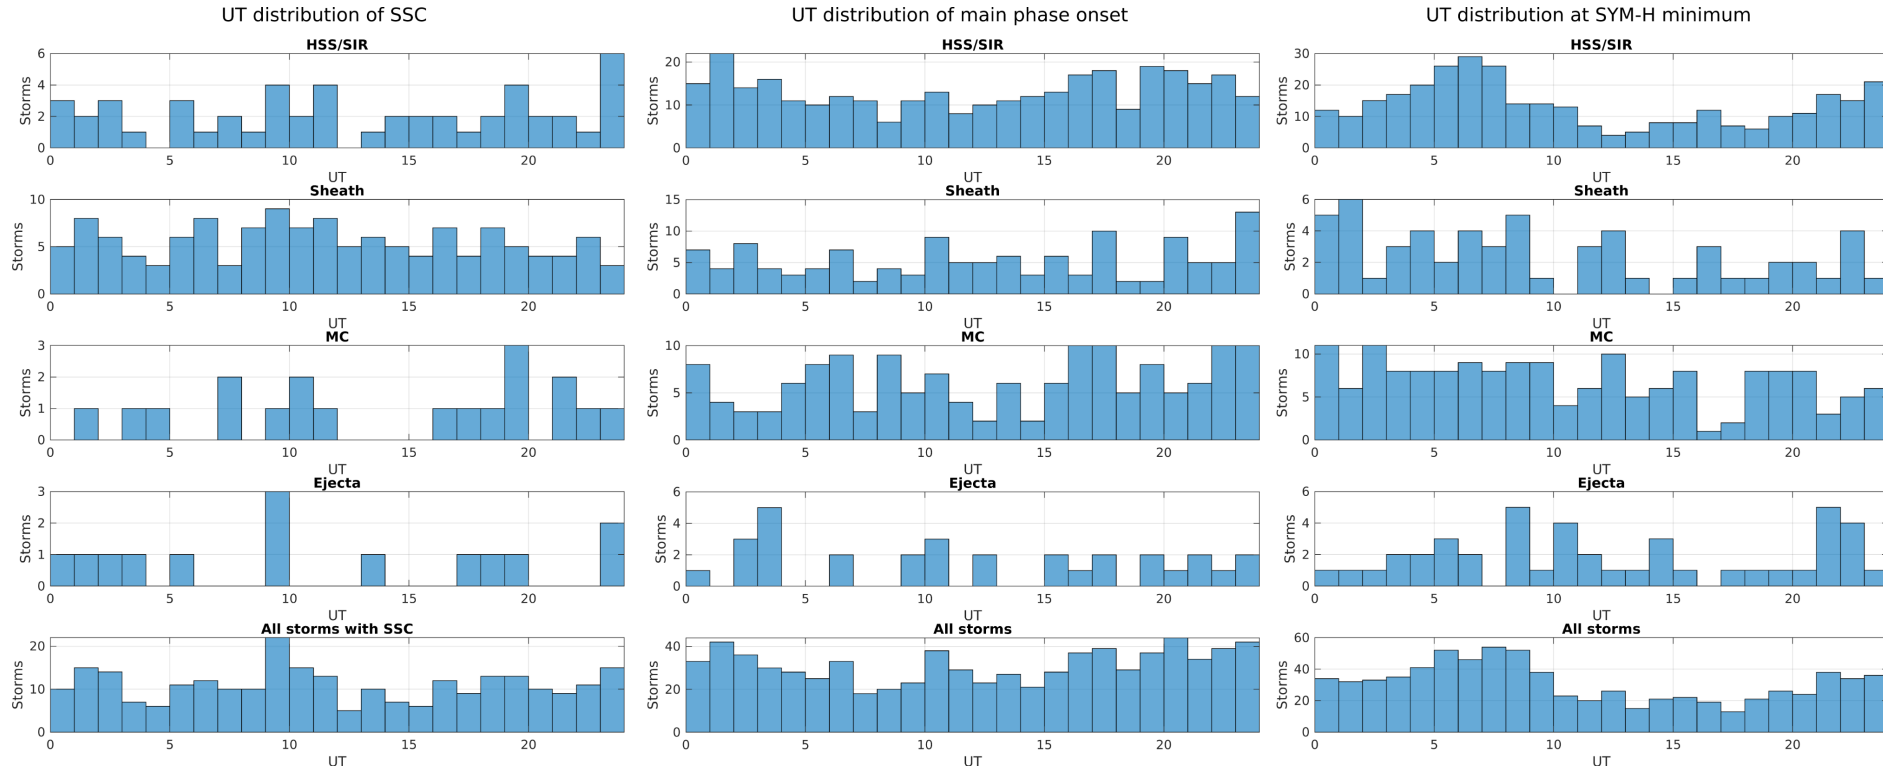 UT distribution of SSC
UT distribution of main phase onset
UT distribution at SYM-H minimum
HSS/SIR
Storms
0 2 4 6
0 5 10 15 20
UT
HSS/SIR
Storms
0 10 20
0 5 10 15 20
UT
HSS/SIR
Storms
0 10 20 30
0 5 10 15 20
UT
Sheath
Storms
0 5 10
0 5 10 15 20
UT
Sheath
Storms
0 5 10 15
0 5 10 15 20
UT
Sheath
Storms
0 2 4 6
0 5 10 15 20
UT
MC
Storms
0 1 2 3
0 5 10 15 20
UT
MC
Storms
0 5 10
0 5 10 15 20
UT
MC
Storms
0 5 10
0 5 10 15 20
UT
Ejecta
Storms
0 1 2 3
0 5 10 15 20
UT
Ejecta
Storms
0 2 4 6
0 5 10 15 20
UT
Ejecta
Storms
0 2 4 6
0 5 10 15 20
UT
All storms with SSC
Storms
0 10 20
0 5 10 15 20
UT
All storms
Storms
0 20 40
0 5 10 15 20
UT
All storms
Storms
0 20 40 60
0 5 10 15 20
UT